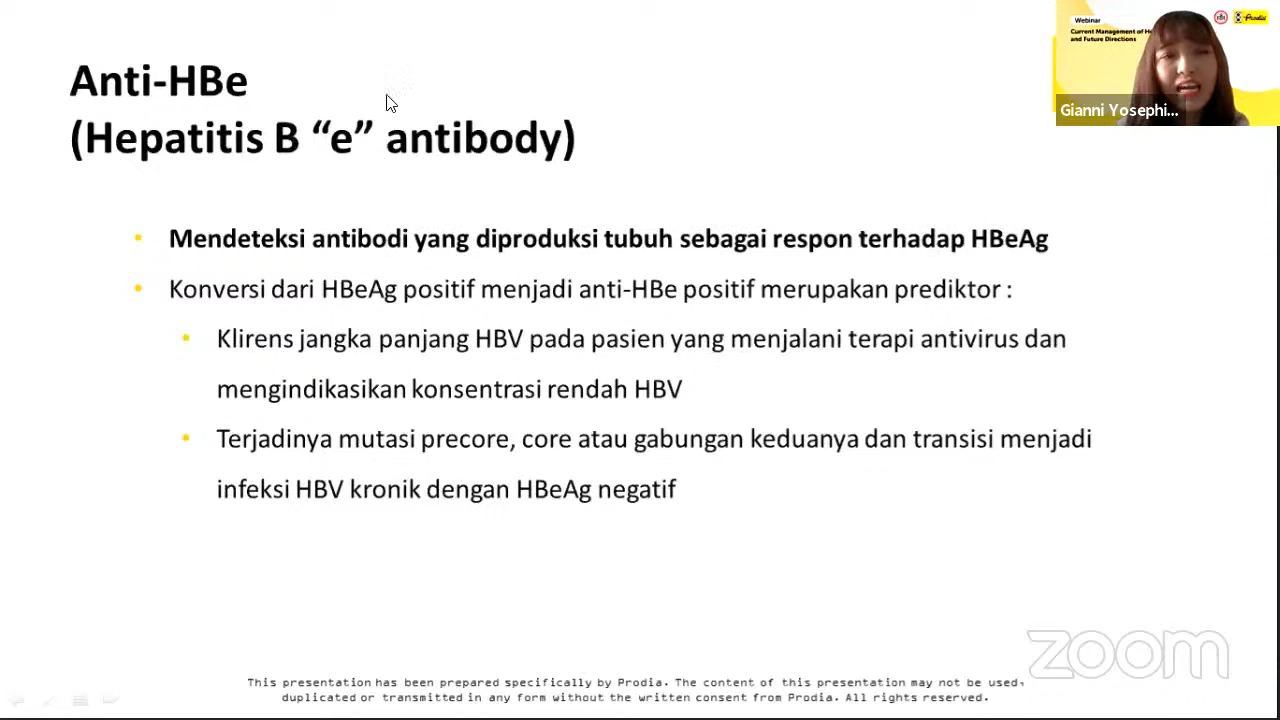 Anti-HBe
(Hepatitis B “e” antibody)
Mendeteksi antibodi yang diproduksi tubuh sebagai respon terhadap HBeAg
Konversi dari HBeAg positif menjadi anti-HBe positif merupakan prediktor :
Klirens jangka panjang HBV pada pasien yang menjalani terapi antivirus dan
mengindikasikan konsentrasi rendah HBV
Terjadinya mutasi precore, core atau gabungan keduanya dan transisi menjadi
infeksi HBV kronik dengan HBeAg negatif
Webinar
Current Management of
and Future Directions
Prodia
Gianni Yosephi...
zoom
This presentation has been prepared specifically by Prodia. The content of this presentation may not be used,
duplicated or transmitted in any form without the written consent from Prodia. All rights reserved.